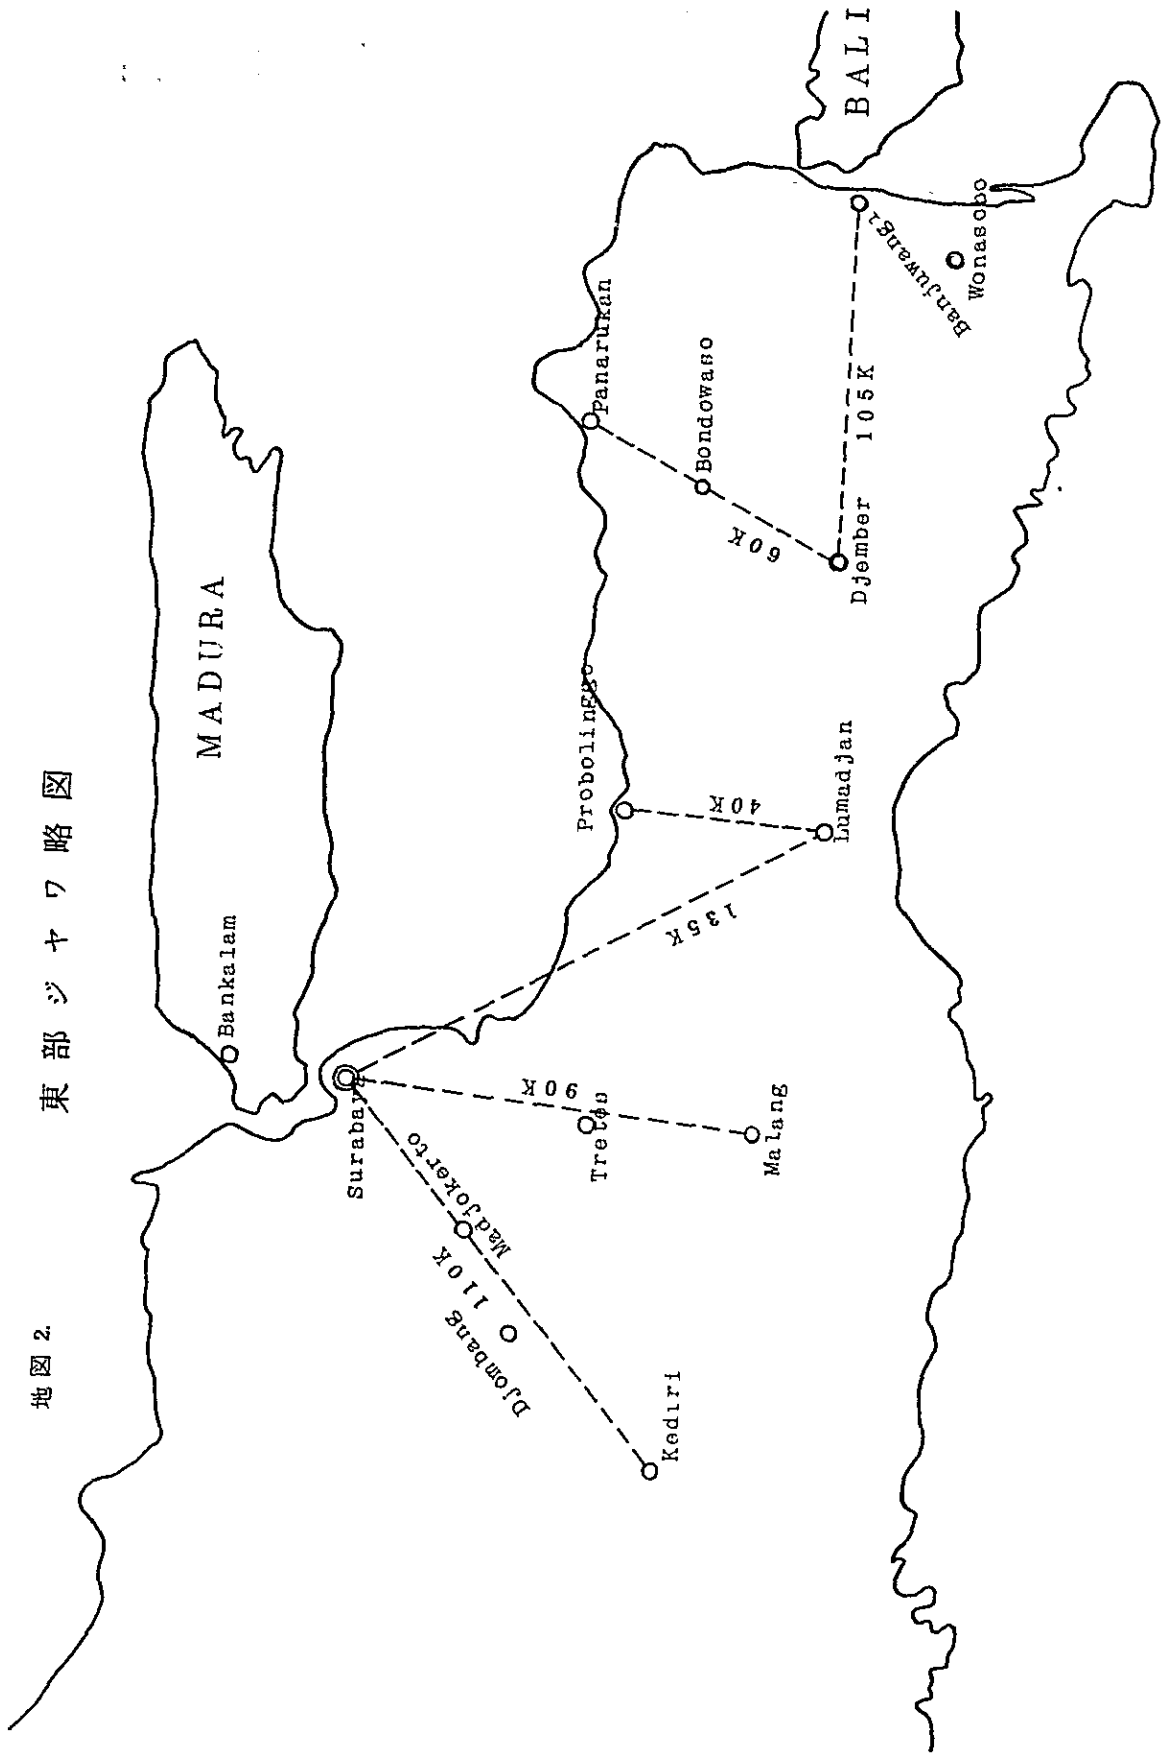 地図 2.
東部ジャワ略図
MADURA
Bankalam
Surabaya
Madjokerto
110K
Djombang
Kediri
90K
Tretes
Malang
135K
Probolinggo
40K
Lumadjan
Panarukan
Bondowaso
60K
Djember
105K
Banjuwangi
Wonasobo
BALI